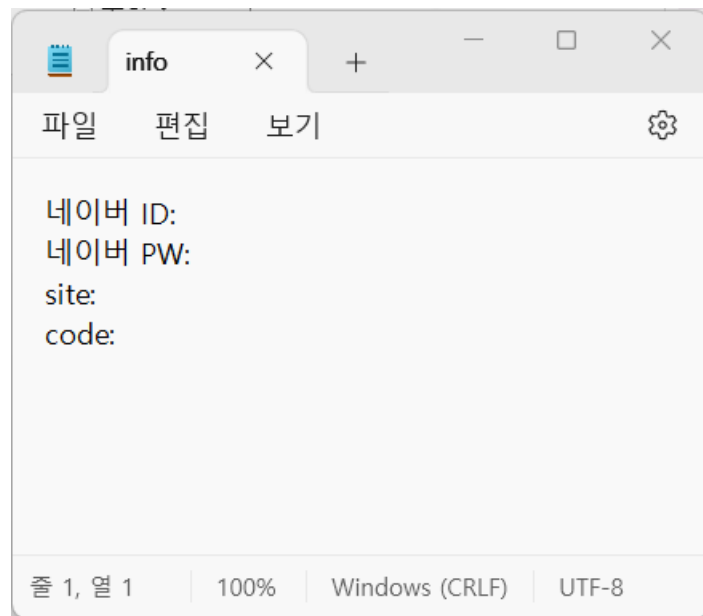 info
파일 편집 보기
네이버 ID:
네이버 PW:
site:
code:
줄 1, 열 1 100% Windows (CRLF) UTF-8